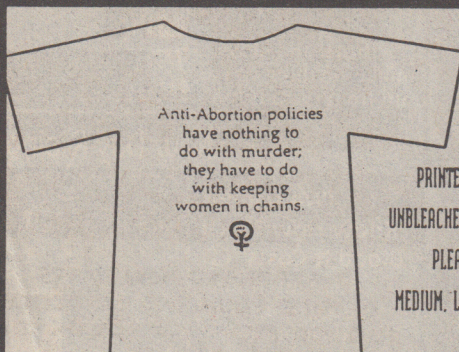 Anti-Abortion policies
have nothing to
do with murder;
they have to do
with keeping
women in chains.
PRINTE
UNBLEACHE
PLEA
MEDIUM, L